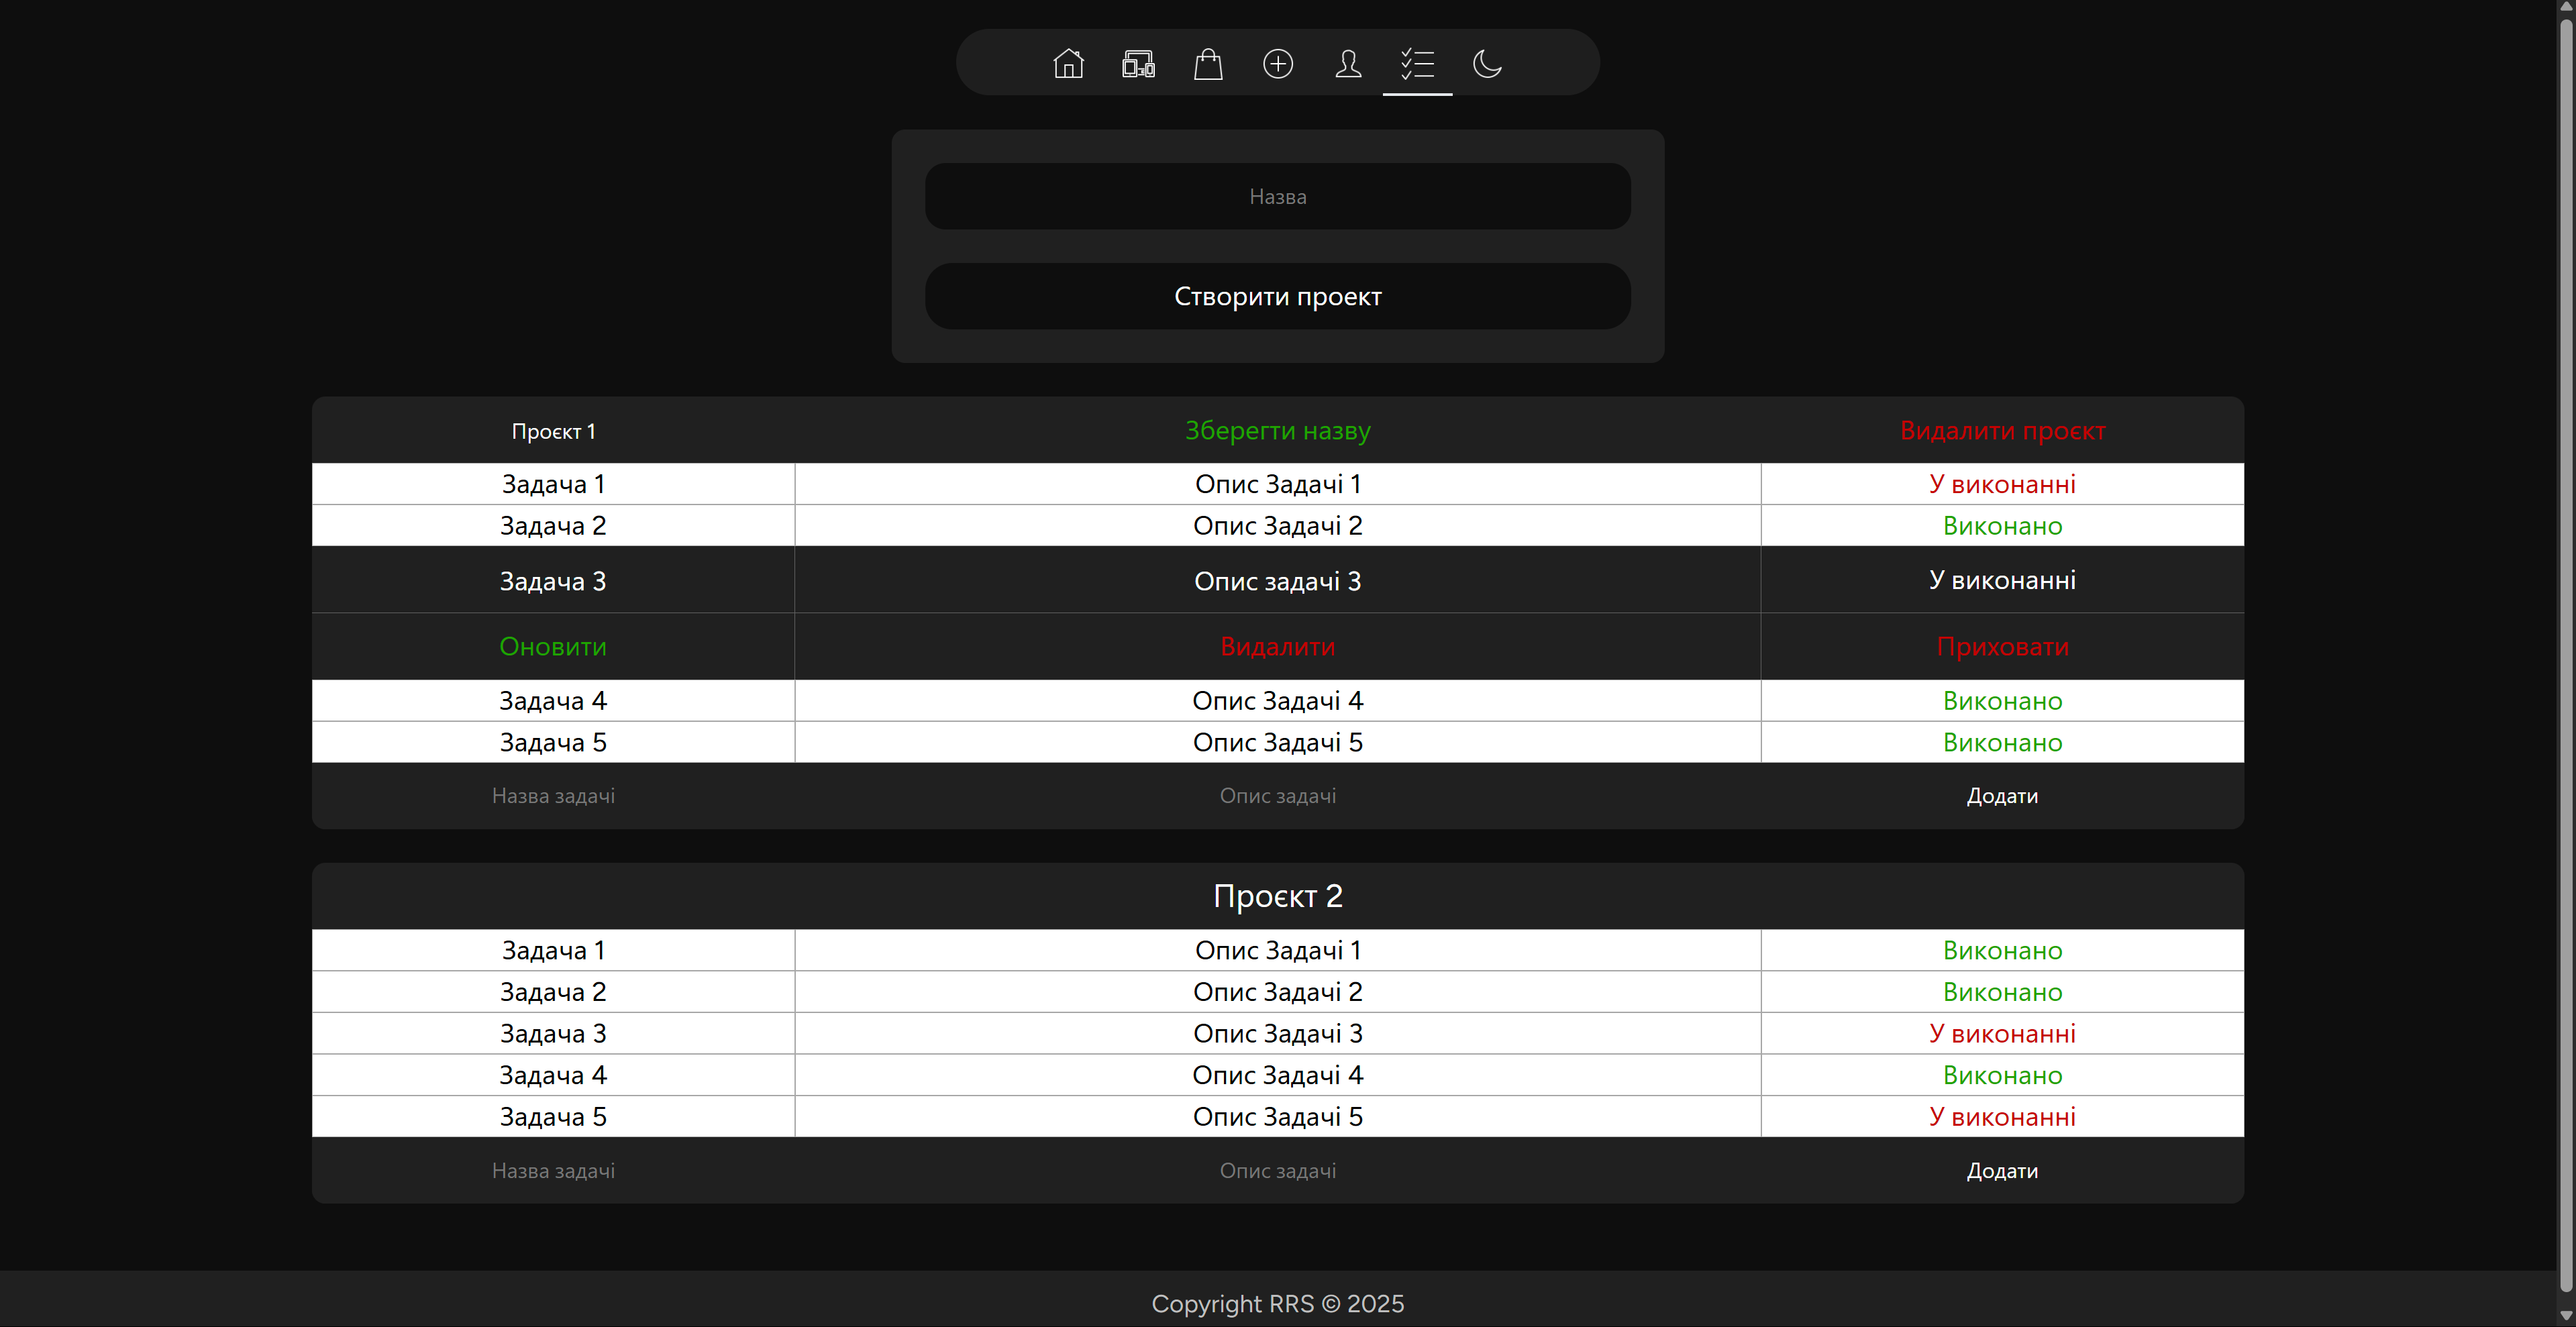 Назва
Створити проект
Проєкт 1 Зберегти назву Видалити проєкт
Задача 1 Опис Задачі 1 У виконанні
Задача 2 Опис Задачі 2 Виконано
Задача 3 Опис задачі 3 У виконанні
Оновити Видалити Приховати
Задача 4 Опис Задачі 4 Виконано
Задача 5 Опис Задачі 5 Виконано
Назва задачі Опис задачі Додати
Проєкт 2
Задача 1 Опис Задачі 1 Виконано
Задача 2 Опис Задачі 2 Виконано
Задача 3 Опис Задачі 3 У виконанні
Задача 4 Опис Задачі 4 Виконано
Задача 5 Опис Задачі 5 У виконанні
Назва задачі Опис задачі Додати
Copyright RRS © 2025